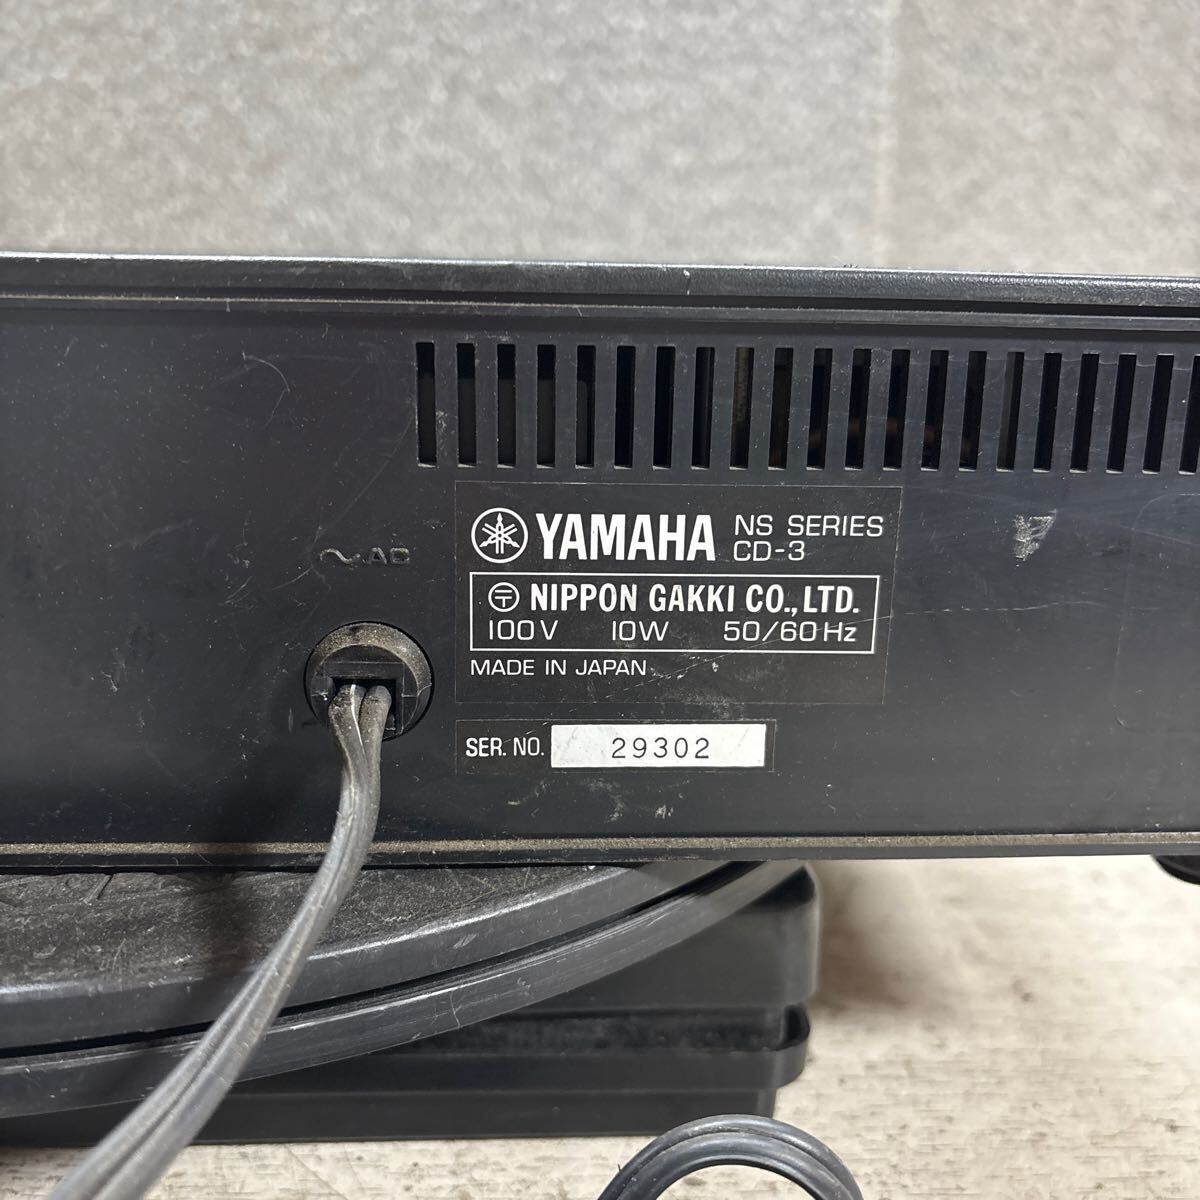 YAMAHA NS SERIES
CD-3
〶 NIPPON GAKKI CO., LTD.
100V 10W 50/60Hz
MADE IN JAPAN
~AC
SER. NO. 29302